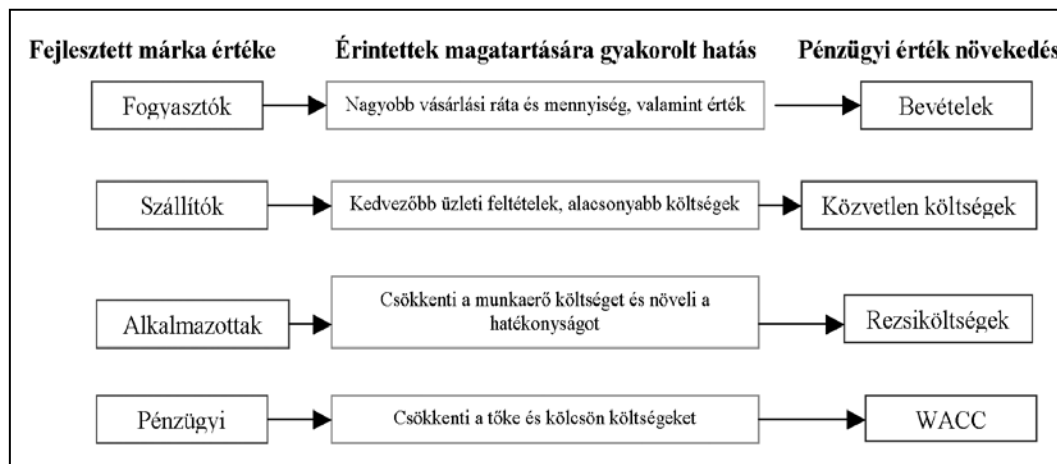 Fejlesztett márka értéke Érintettek magatartására gyakorolt hatás Pénzügyi érték növekedés
Fogyasztók Nagyobb vásárlási ráta és mennyiség, valamint érték Bevételek
Szállítók Kedvezőbb üzleti feltételek, alacsonyabb költségek Közvetlen költségek
Csökkenti a munkaerő költséget és növeli a
Alkalmazottak hatékonyságot Rezsiköltségek
Pénzügyi Csökkenti a tőke és kölcsön költségeket WACC